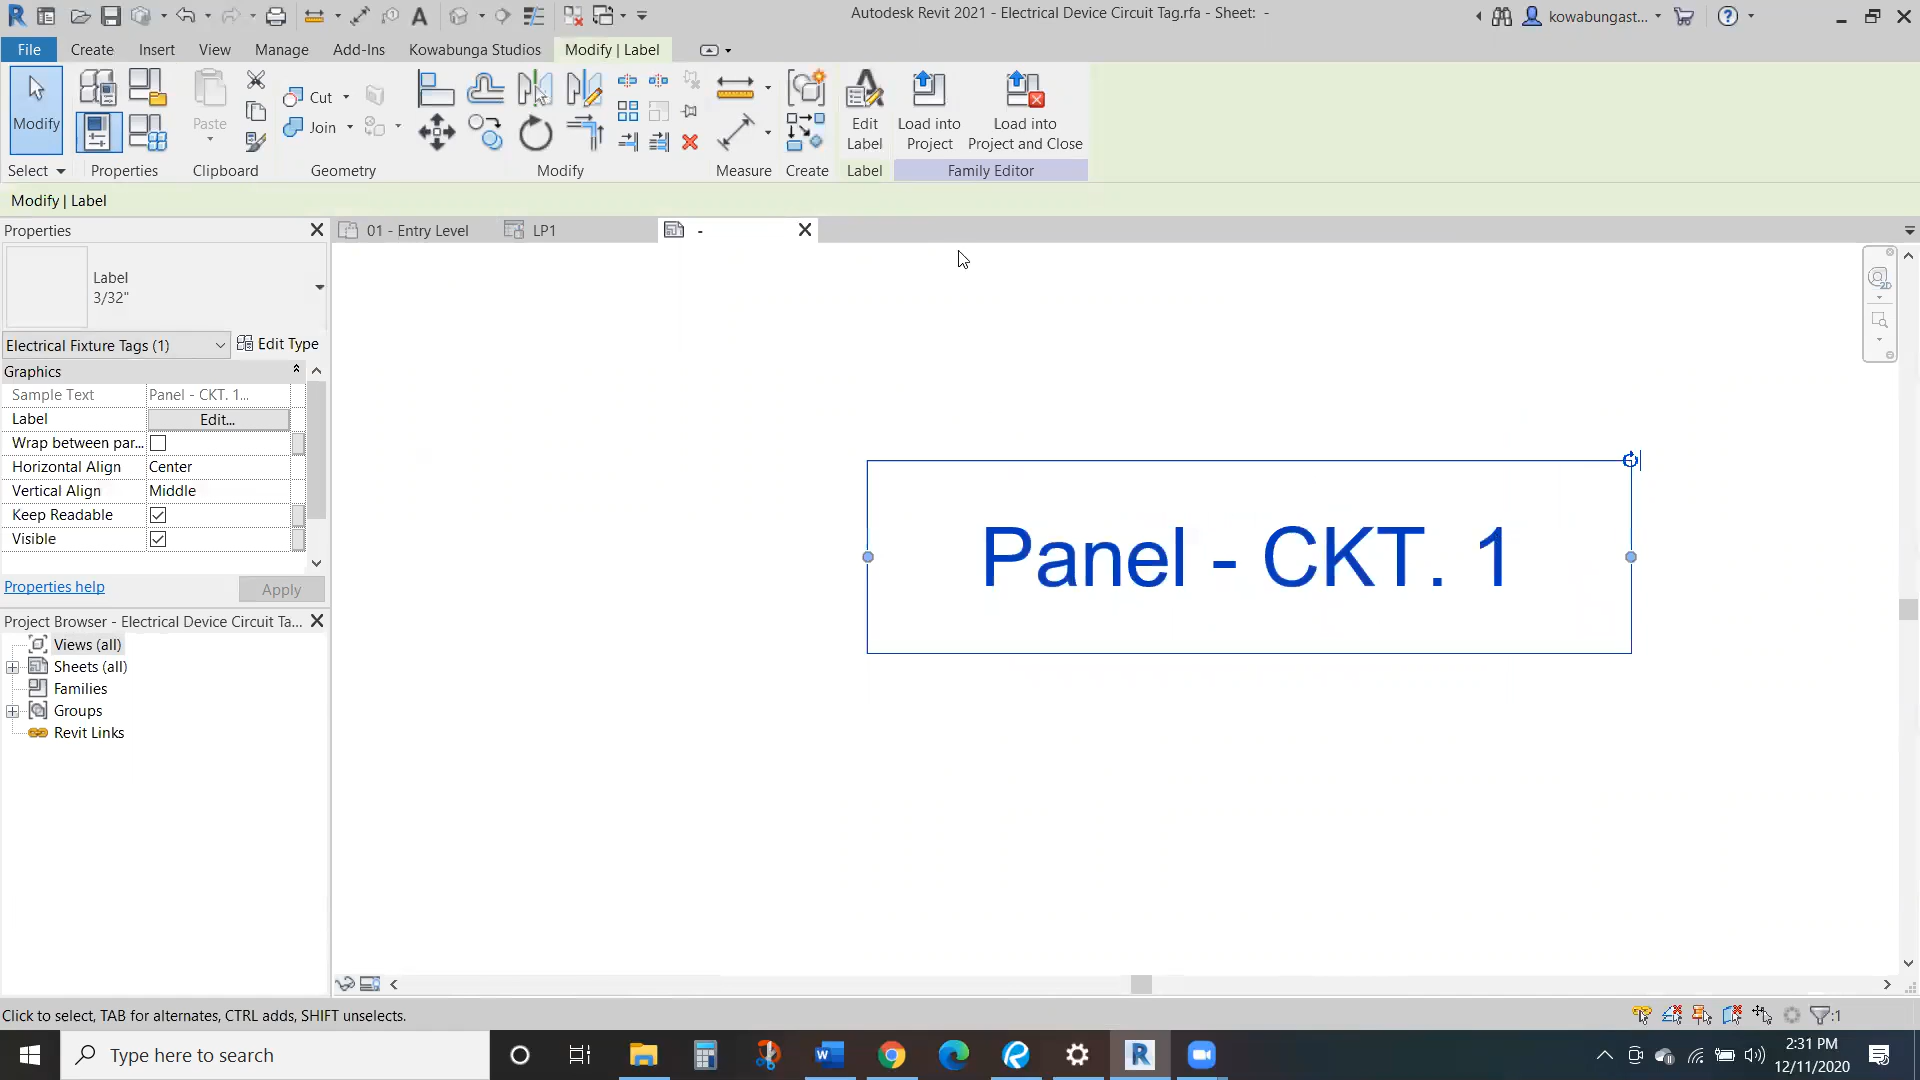 Autodesk Revit 2021 - Electrical Device Circuit Tag.rfa - Sheet: -
kowabungast...
File
Create
Insert
View
Manage
Add-Ins
Kowabunga Studios
Modify | Label
Modify
Paste
Cut
Join
Edit Label
Load into Project
Load into Project and Close
Select
Properties
Clipboard
Geometry
Modify
Measure
Create
Label
Family Editor
Modify | Label
Properties
01 - Entry Level
LP1
-
Label
3/32"
Electrical Fixture Tags (1)
Edit Type
Graphics
Sample Text
Panel - CKT. 1...
Label
Edit...
Wrap between par...
Horizontal Align
Center
Vertical Align
Middle
Keep Readable
Visible
Properties help
Apply
Panel - CKT. 1
Project Browser - Electrical Device Circuit Ta...
Views (all)
Sheets (all)
Families
Groups
Revit Links
Click to select, TAB for alternates, CTRL adds, SHIFT unselects.
:1
Type here to search
2:31 PM
12/11/2020